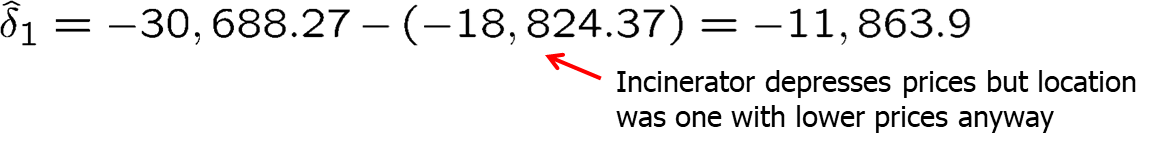 δ̂₁ = −30, 688.27 − (−18, 824.37) = −11, 863.9
Incinerator depresses prices but location
was one with lower prices anyway